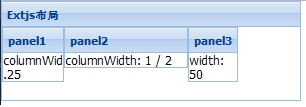 Extjs布局
panel1 panel2 panel3
columnWid columnWidth: 1 / 2 width:
.25 50